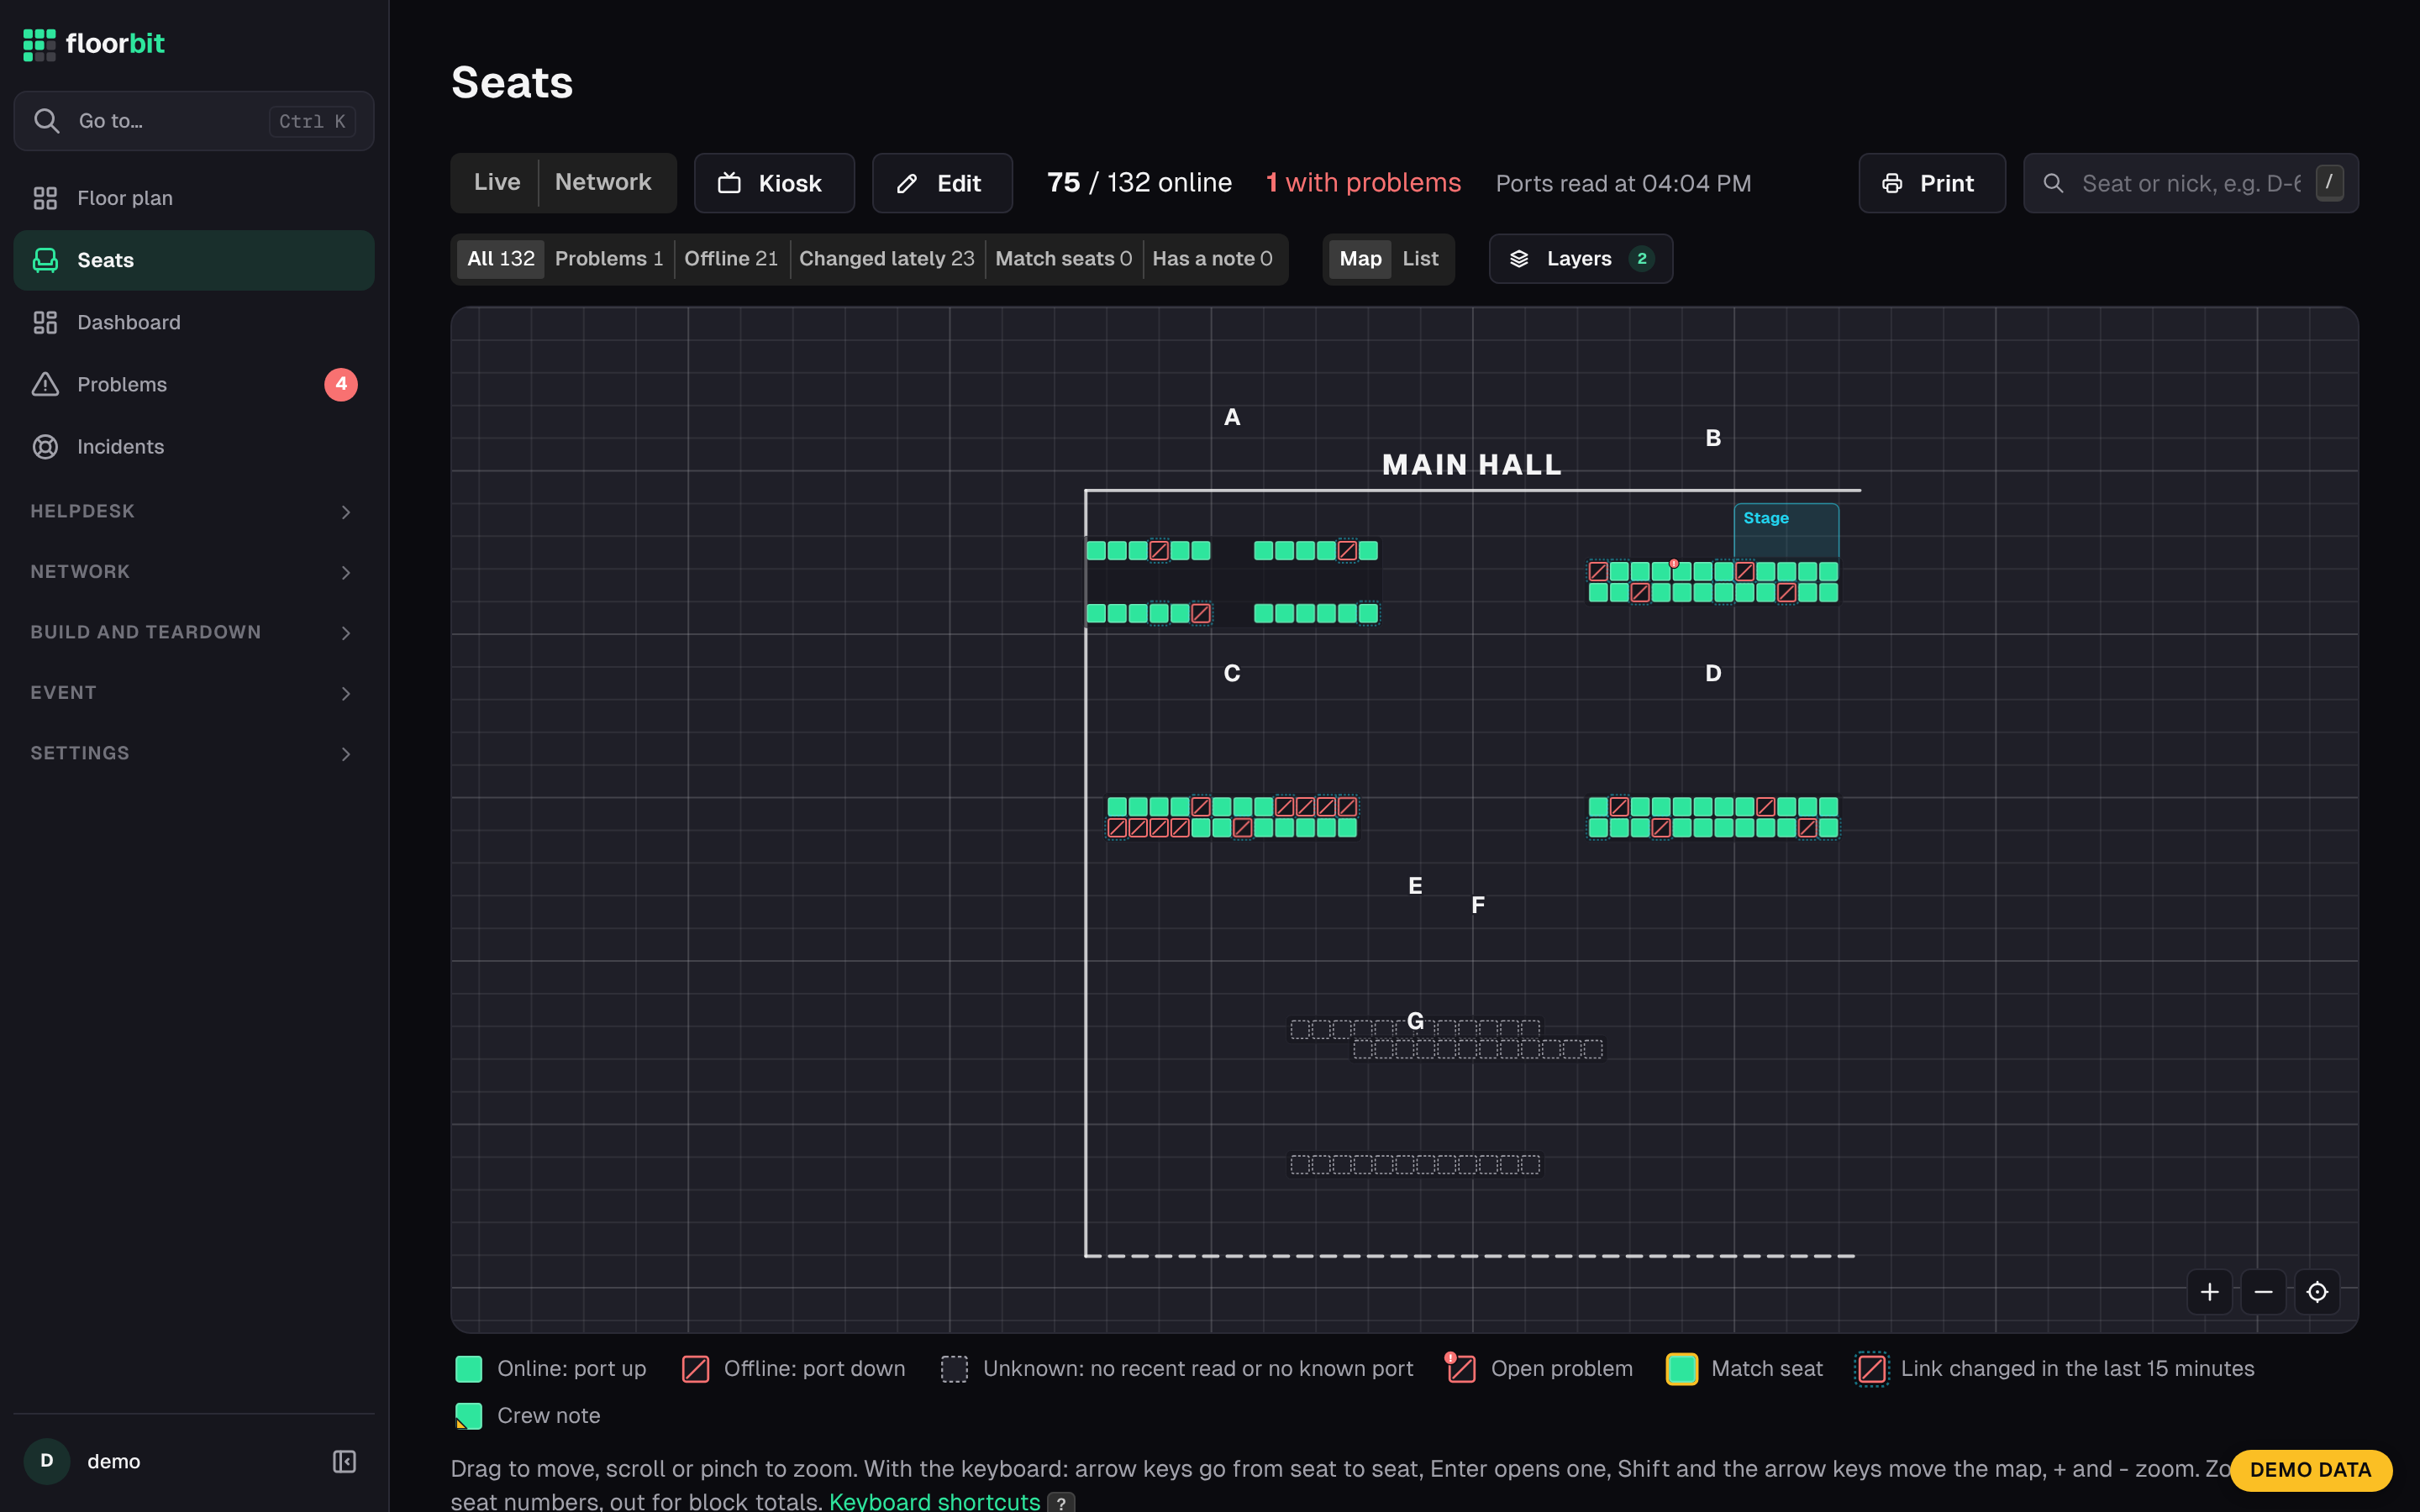 floorbit
Go to… Ctrl K
Floor plan
Seats
Dashboard
Problems 4
Incidents
HELPDESK
NETWORK
BUILD AND TEARDOWN
EVENT
SETTINGS
D demo
Seats
Live Network Kiosk Edit 75 / 132 online 1 with problems Ports read at 04:04 PM Print Seat or nick, e.g. D-6 /
All 132 Problems 1 Offline 21 Changed lately 23 Match seats 0 Has a note 0 Map List Layers 2
A
B
MAIN HALL
Stage
C D
E
F
G
Online: port up Offline: port down Unknown: no recent read or no known port Open problem Match seat Link changed in the last 15 minutes
Crew note
Drag to move, scroll or pinch to zoom. With the keyboard: arrow keys go from seat to seat, Enter opens one, Shift and the arrow keys move the map, + and - zoom.
seat numbers, out for block totals. Keyboard shortcuts ?
DEMO DATA